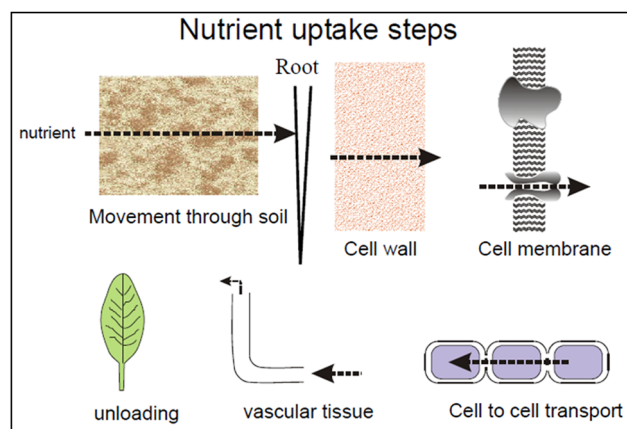 Nutrient uptake steps
Root
nutrient
Movement through soil
Cell wall
Cell membrane
unloading
vascular tissue
Cell to cell transport